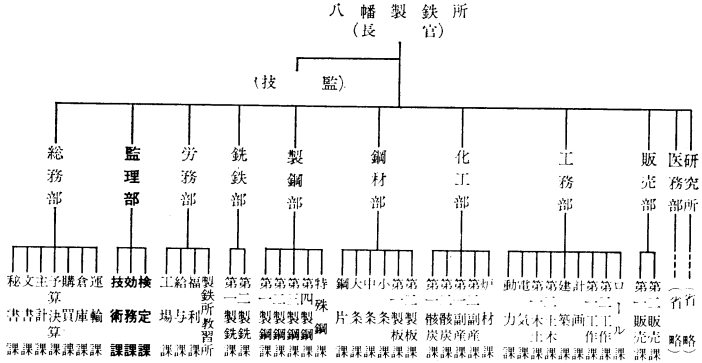 八幡製鉄所
(長官)
(技監)
総務部
監理部
労務部
銑鉄部
製鋼部
鋼材部
化工部
工務部
販売部
医務部
研究所
秘書課
文書課
主計課
予算決算課
購買課
倉庫課
運輸課
技術課
効務課
検定課
工場課
給与課
福利課
製鉄所教習所
第一製銑課
第二製銑課
第一製鋼課
第二製鋼課
第三製鋼課
第四製鋼課
特殊鋼課
鋼片課
大条課
中条課
小条課
第一製板課
第二製板課
第一骸炭課
第二骸炭課
第一副産課
第二副産課
炉材課
動力課
電気課
第一木土課
第二土木課
建築課
計画課
第一工作課
第二工作課
ロール課
第一販売課
第二販売課
(省略)
(省略)